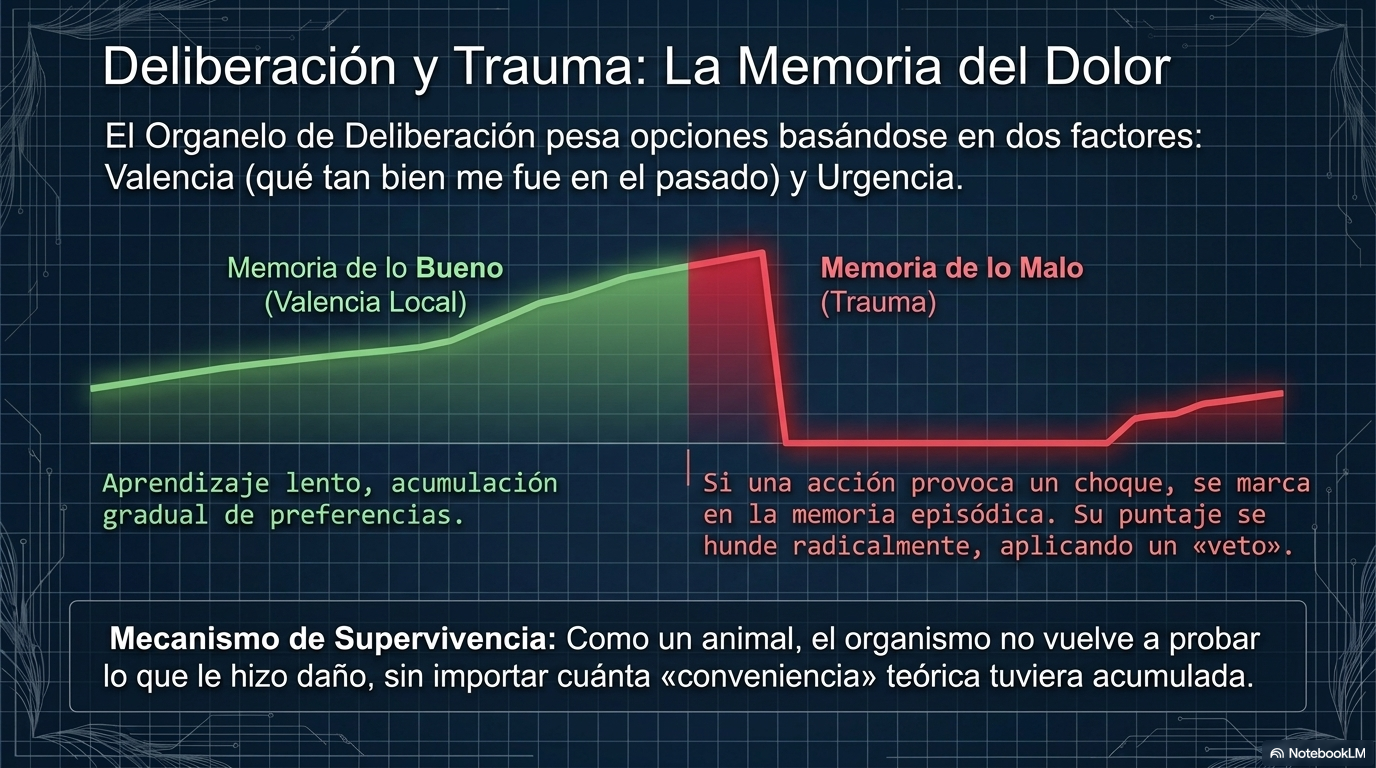 Deliberación y Trauma: La Memoria del Dolor
El Organelo de Deliberación pesa opciones basándose en dos factores:
Valencia (qué tan bien me fue en el pasado) y Urgencia.
Memoria de lo Bueno
(Valencia Local)
Memoria de lo Malo
(Trauma)
Aprendizaje lento, acumulación
gradual de preferencias.
Si una acción provoca un choque, se marca
en la memoria episódica. Su puntaje se
hunde radicalmente, aplicando un «veto».
Mecanismo de Supervivencia: Como un animal, el organismo no vuelve a probar
lo que le hizo daño, sin importar cuánta «conveniencia» teórica tuviera acumulada.
NotebookLM